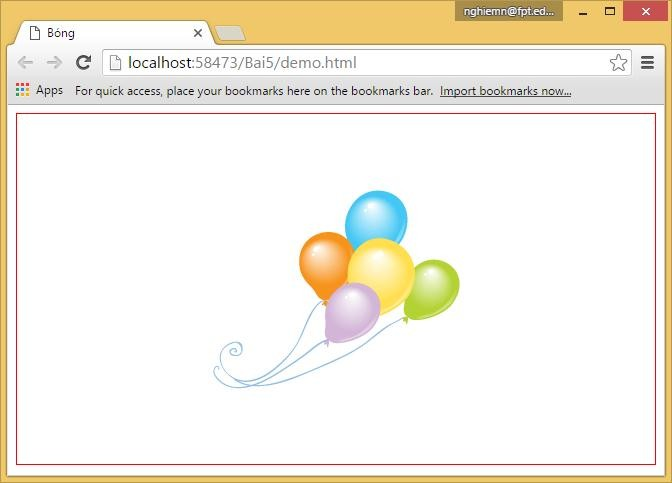 nghiemn@fpt.ed...
Bóng
localhost:58473/Bai5/demo.html
Apps For quick access, place your bookmarks here on the bookmarks bar. Import bookmarks now...